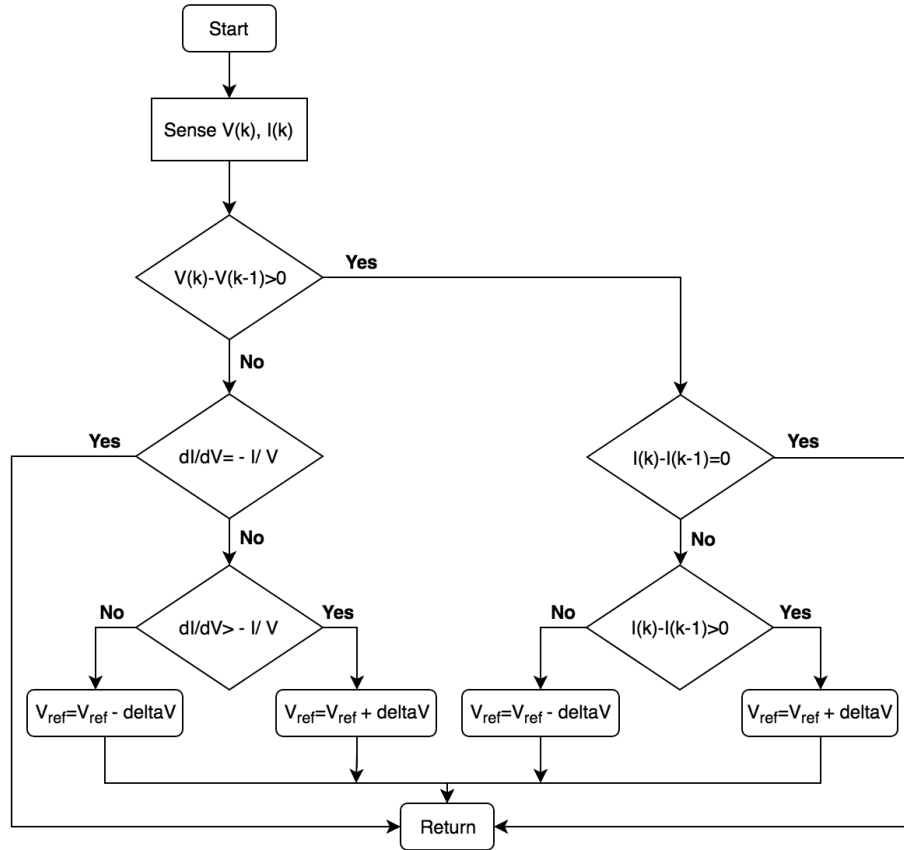 Start
Sense V(k), I(k)
V(k)-V(k-1)>0
Yes
No
dI/dV= - I/ V
Yes
No
I(k)-I(k-1)=0
Yes
No
dI/dV> - I/ V
No
Yes
I(k)-I(k-1)>0
No
Yes
Vref=Vref - deltaV
Vref=Vref + deltaV
Vref=Vref - deltaV
Vref=Vref + deltaV
Return